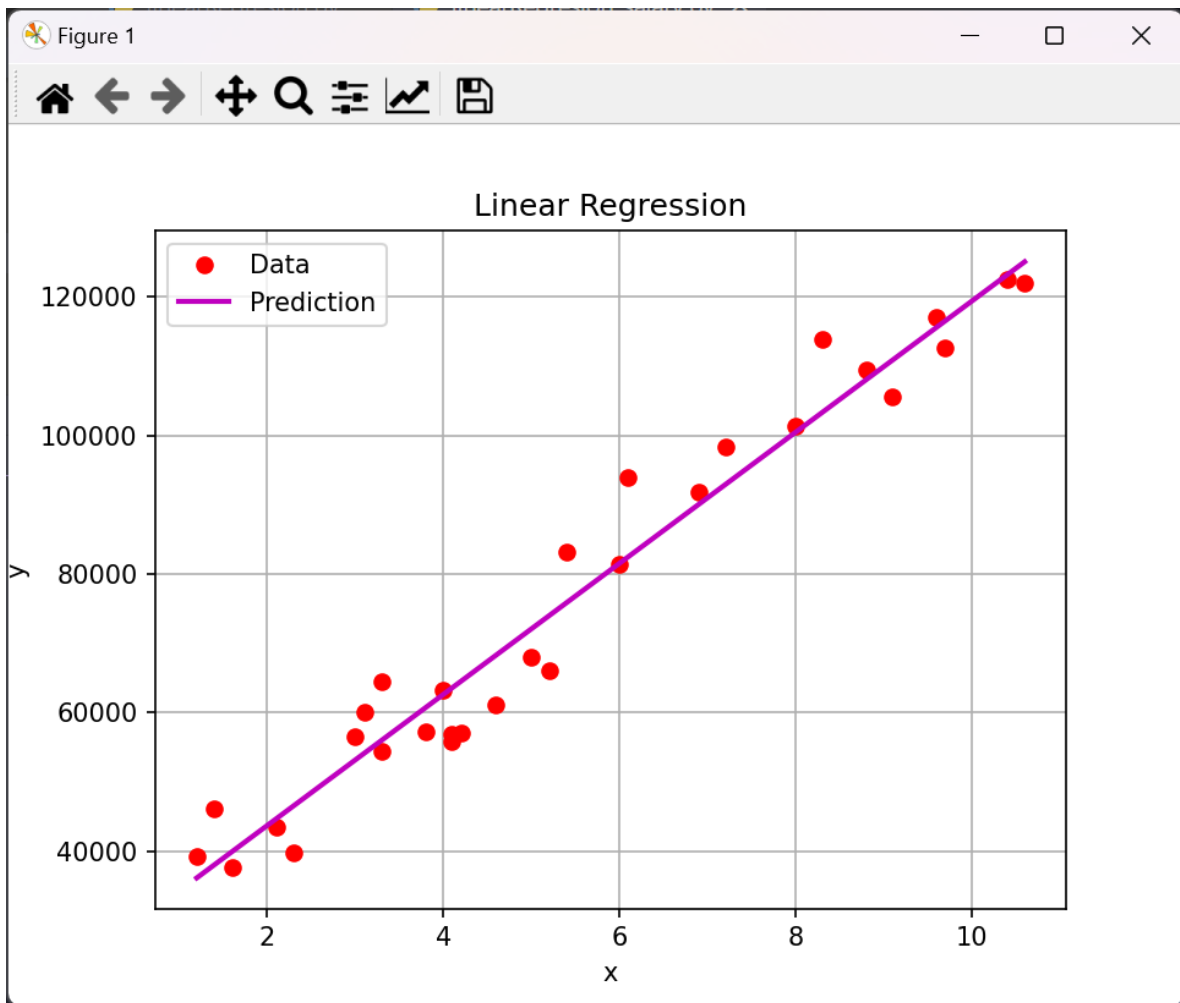 Figure 1
Linear Regression
Data
Prediction
120000
100000
80000
60000
40000
y
2 4 6 8 10
x